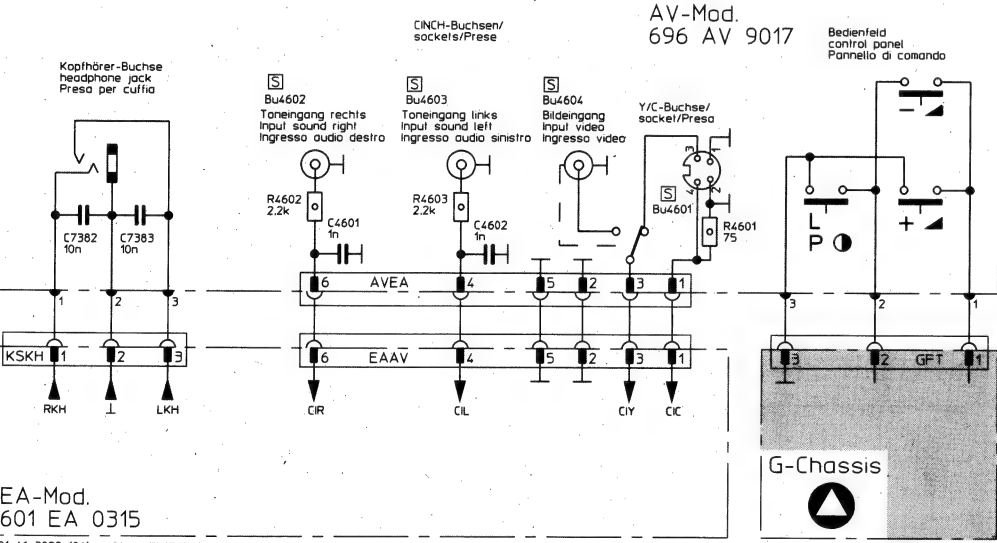 CINCH-Buchsen/
sockets/Prese
AV-Mod.
696 AV 9017
Bedienfeld
control panel
Pannello di comando
Kopfhörer-Buchse
headphone jack
Presa per cuffia
S
Bu4602
Toneingang rechts
Input sound right
Ingresso audio destro
S
Bu4603
Toneingang links
Input sound left
Ingresso audio sinistro
S
Bu4604
Bildeingang
Input video
Ingresso video
Y/C-Buchse/
socket/Presa
3
1
4
2
S
Bu4601
R4601
75
R4602
2.2k
C4601
1n
R4603
2.2k
C4602
1n
C7382
10n
C7383
10n
−
+
L
P
6 AVEA 4 5 2 3 1
1 2 3
3 2 1
KSKH 1 2 3
6 EAAV 4 5 2 3 1
3 2 GFT 1
RKH
⊥
LKH
CIR
CIL
CIY
CIC
G-Chassis
EA-Mod.
601 EA 0315